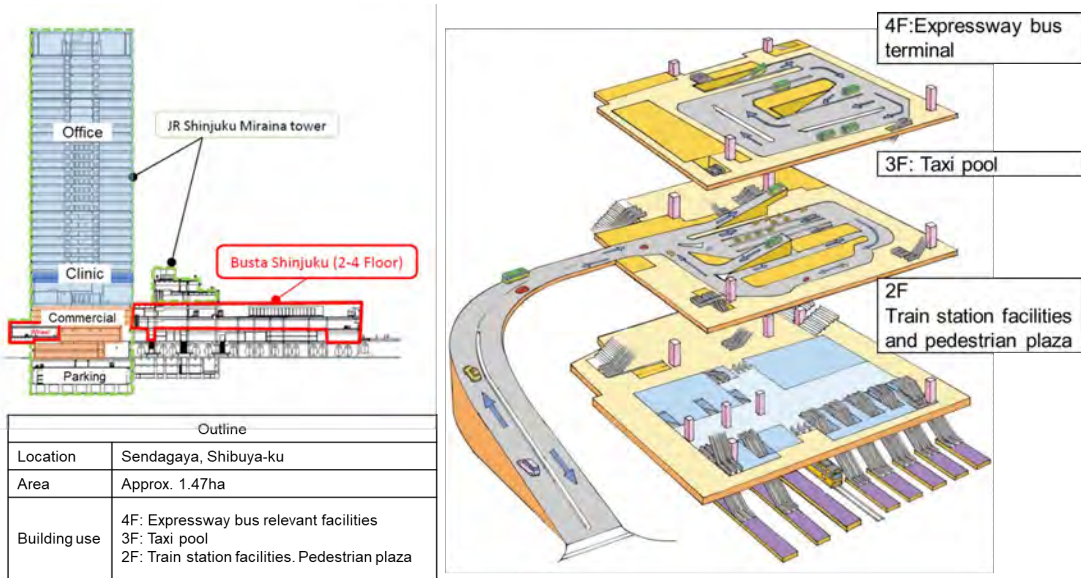 Office
JR Shinjuku Miraina tower
Clinic
Busta Shinjuku (2-4 Floor)
Commercial
Parking
Outline
Location
Sendagaya, Shibuya-ku
Area
Approx. 1.47ha
Building use
4F: Expressway bus relevant facilities
3F: Taxi pool
2F: Train station facilities. Pedestrian plaza
4F:Expressway bus
terminal
3F: Taxi pool
2F
Train station facilities
and pedestrian plaza